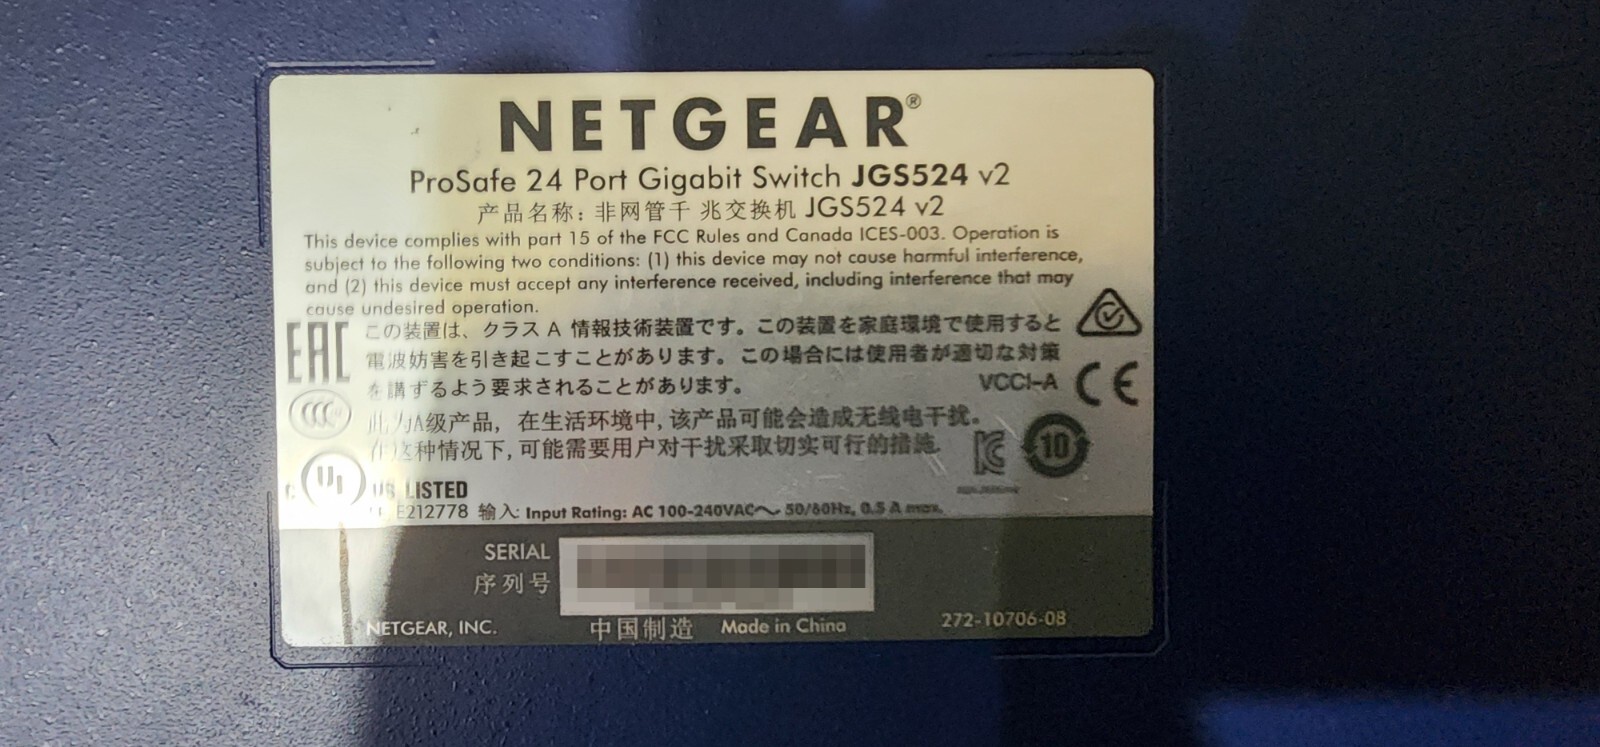 NETGEAR®
ProSafe 24 Port Gigabit Switch JGS524 v2
产品名称: 非网管千 兆交换机 JGS524 v2
This device complies with part 15 of the FCC Rules and Canada ICES-003. Operation is
subject to the following two conditions: (1) this device may not cause harmful interference,
and (2) this device must accept any interference received, including interference that may
cause undesired operation.
EAC
この装置は、クラス A 情報技術装置です。この装置を家庭環境で使用すると
電波妨害を引き起こすことがあります。この場合には使用者が適切な対策
を講ずるよう要求されることがあります。
VCCI-A CE
CCC
此为A级产品, 在生活环境中, 该产品可能会造成无线电干扰。
在这种情况下, 可能需要用户对干扰采取切实可行的措施.
10
C UL US LISTED
E212778 输入: Input Rating: AC 100-240VAC~ 50/60Hz, 0.5 A max.
SERIAL
序列号
NETGEAR, INC. 中国制造 Made in China 272-10706-08